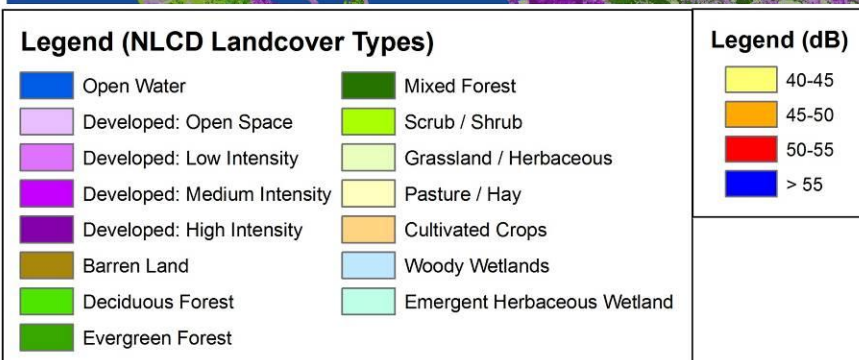 Legend (NLCD Landcover Types)
Open Water
Developed: Open Space
Developed: Low Intensity
Developed: Medium Intensity
Developed: High Intensity
Barren Land
Deciduous Forest
Evergreen Forest
Mixed Forest
Scrub / Shrub
Grassland / Herbaceous
Pasture / Hay
Cultivated Crops
Woody Wetlands
Emergent Herbaceous Wetland
Legend (dB)
40-45
45-50
50-55
> 55